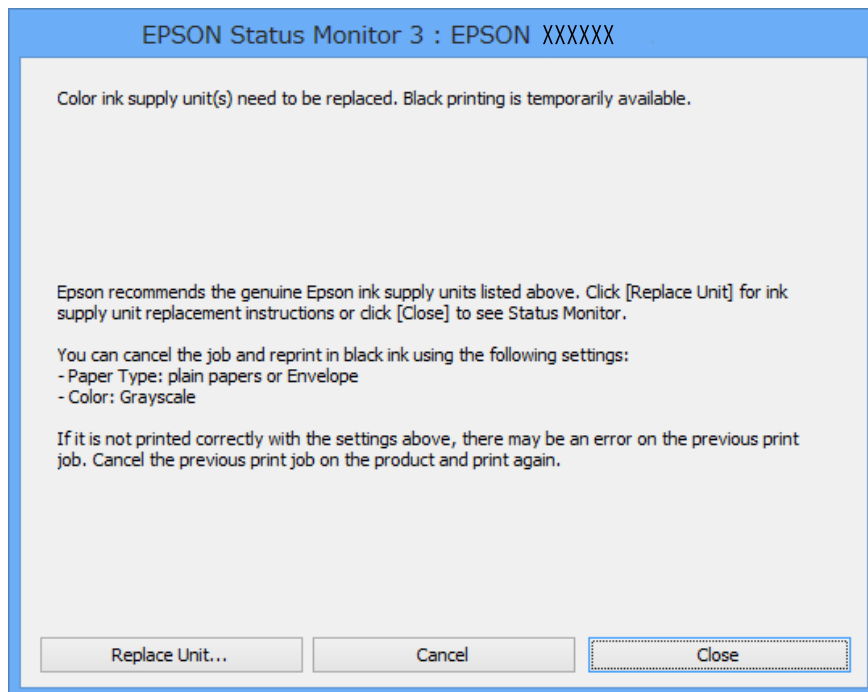 EPSON Status Monitor 3 : EPSON XXXXXX
Color ink supply unit(s) need to be replaced. Black printing is temporarily available.
Epson recommends the genuine Epson ink supply units listed above. Click [Replace Unit] for ink
supply unit replacement instructions or click [Close] to see Status Monitor.
You can cancel the job and reprint in black ink using the following settings:
- Paper Type: plain papers or Envelope
- Color: Grayscale
If it is not printed correctly with the settings above, there may be an error on the previous print
job. Cancel the previous print job on the product and print again.
Replace Unit... Cancel Close